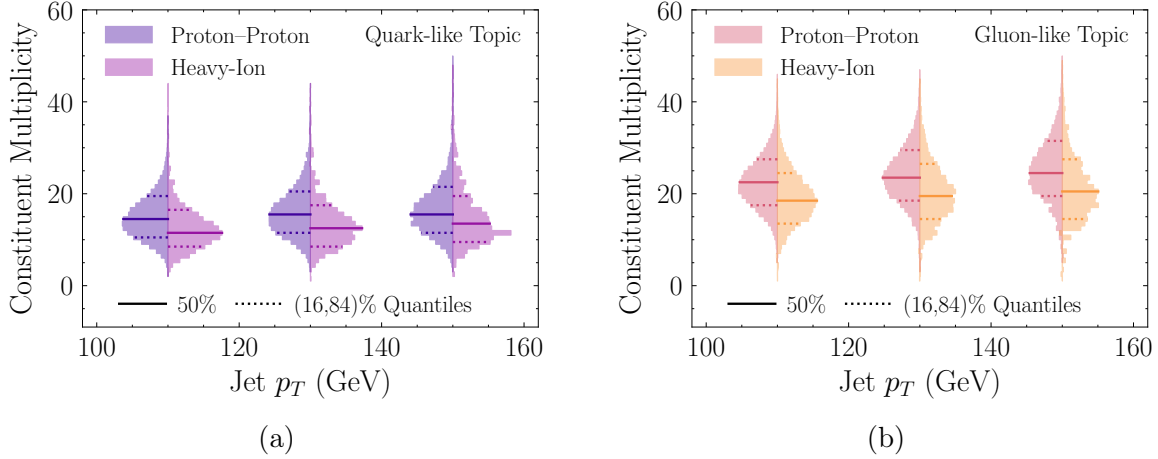 60
40
20
0
Constituent Multiplicity
Proton–Proton
Quark-like Topic
Heavy-Ion
50%
(16,84)% Quantiles
100
120
140
160
Jet p_T (GeV)
(a)
60
40
20
0
Constituent Multiplicity
Proton–Proton
Gluon-like Topic
Heavy-Ion
50%
(16,84)% Quantiles
100
120
140
160
Jet p_T (GeV)
(b)